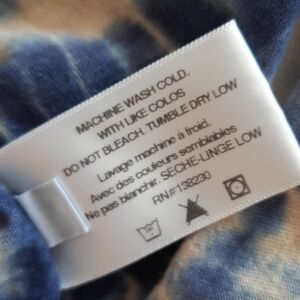 MACHINE WASH COLD.
WITH LIKE COLOS
DO NOT BLEACH. TUMBLE DRY LOW
Lavage machine à froid.
Avec des couleurs semblables
Ne pas blanchir. SÈCHE-LINGE LOW
RN#138230